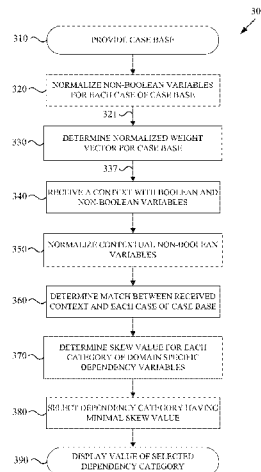 30
310
PROVIDE CASE BASE
320
NORMALIZE NON-BOOLEAN VARIABLES
FOR EACH CASE OF CASE BASE
321
330
DETERMINE NORMALIZED WEIGHT
VECTOR FOR CASE BASE
337
340
RECEIVE A CONTEXT WITH BOOLEAN AND
NON-BOOLEAN VARIABLES
350
NORMALIZE CONTEXTUAL NON-BOOLEAN
VARIABLES
360
DETERMINE MATCH BETWEEN RECEIVED
CONTEXT AND EACH CASE OF CASE BASE
370
DETERMINE SKEW VALUE FOR EACH
CATEGORY OF DOMAIN SPECIFIC
DEPENDENCY VARIABLES
380
SELECT DEPENDENCY CATEGORY HAVING
MINIMAL SKEW VALUE
390
DISPLAY VALUE OF SELECTED
DEPENDENCY CATEGORY